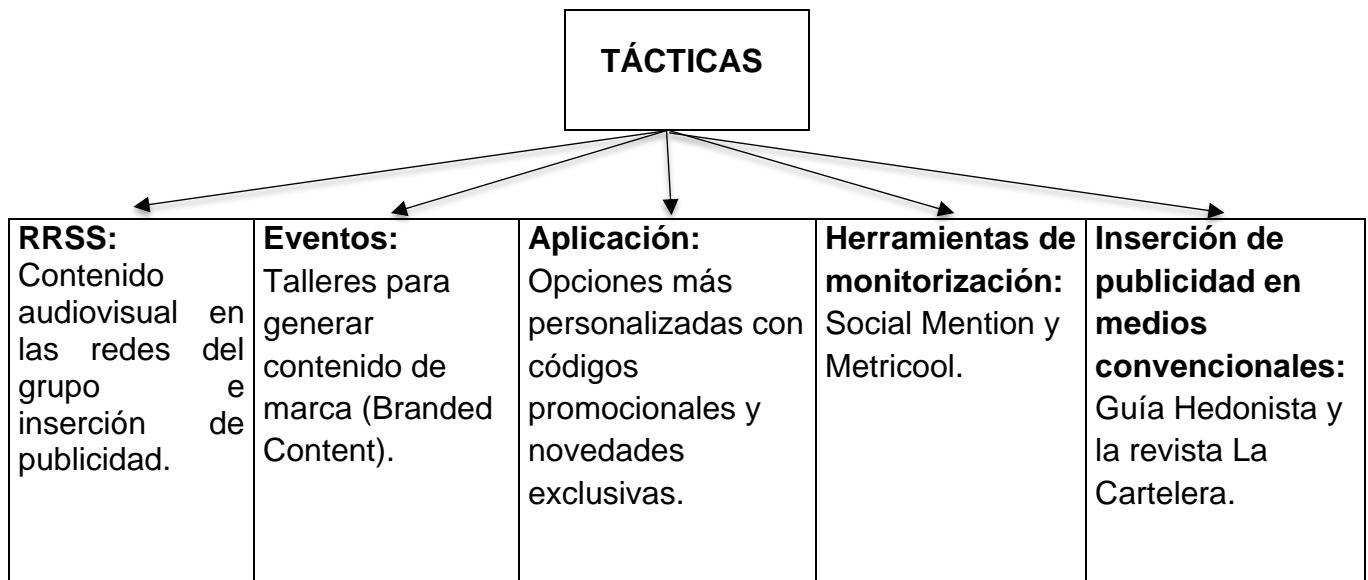 TÁCTICAS
RRSS:
Contenido
audiovisual en
las redes del
grupo e
inserción de
publicidad.
Eventos:
Talleres para
generar
contenido de
marca (Branded
Content).
Aplicación:
Opciones más
personalizadas con
códigos
promocionales y
novedades
exclusivas.
Herramientas de
monitorización:
Social Mention y
Metricool.
Inserción de
publicidad en
medios
convencionales:
Guía Hedonista y
la revista La
Cartelera.